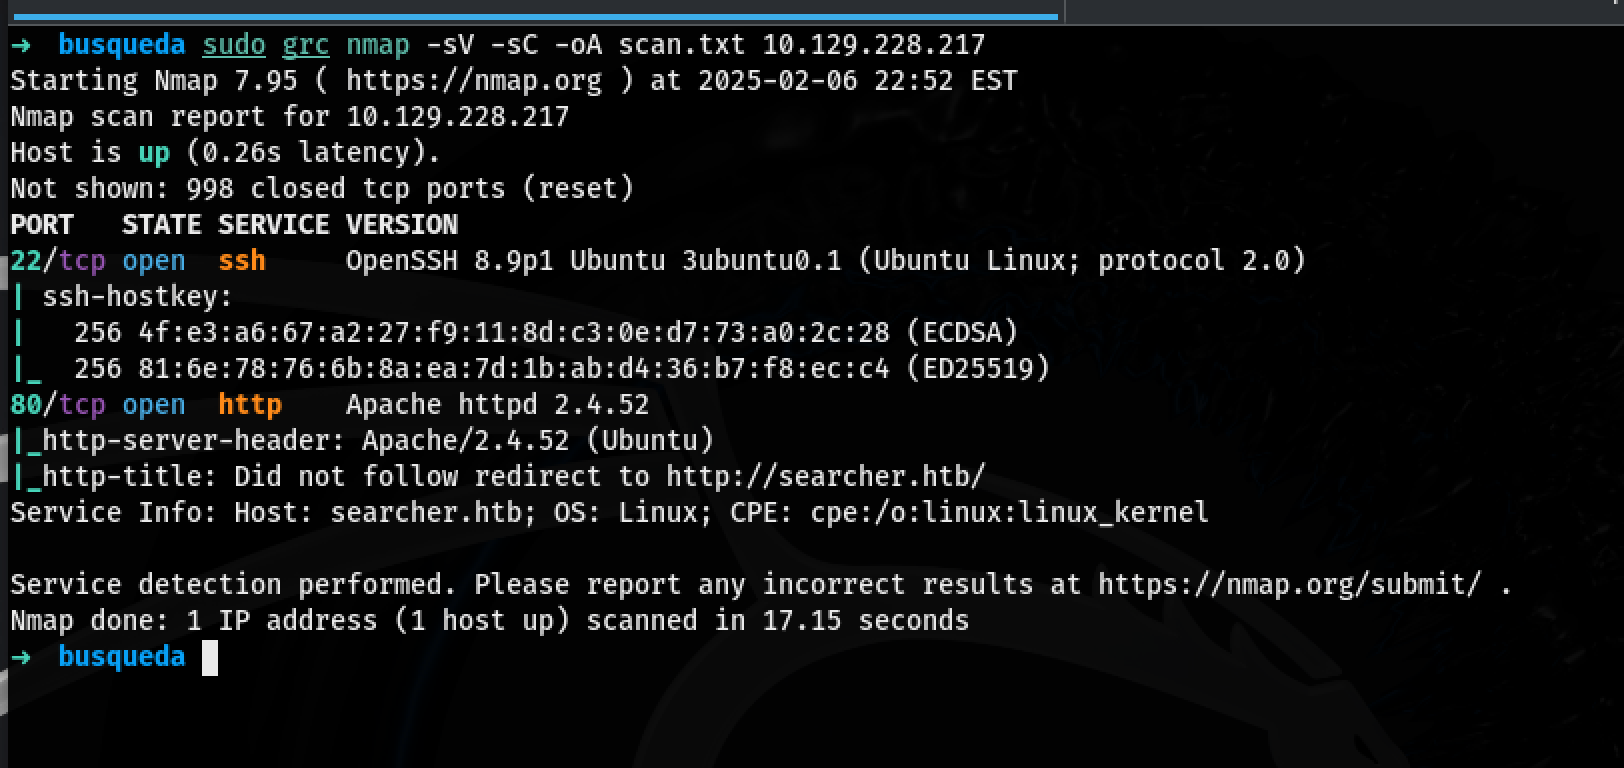 → busqueda sudo grc nmap -sV -sC -oA scan.txt 10.129.228.217
Starting Nmap 7.95 ( https://nmap.org ) at 2025-02-06 22:52 EST
Nmap scan report for 10.129.228.217
Host is up (0.26s latency).
Not shown: 998 closed tcp ports (reset)
PORT   STATE SERVICE VERSION
22/tcp open  ssh     OpenSSH 8.9p1 Ubuntu 3ubuntu0.1 (Ubuntu Linux; protocol 2.0)
| ssh-hostkey:
|   256 4f:e3:a6:67:a2:27:f9:11:8d:c3:0e:d7:73:a0:2c:28 (ECDSA)
|_  256 81:6e:78:76:6b:8a:ea:7d:1b:ab:d4:36:b7:f8:ec:c4 (ED25519)
80/tcp open  http    Apache httpd 2.4.52
|_http-server-header: Apache/2.4.52 (Ubuntu)
|_http-title: Did not follow redirect to http://searcher.htb/
Service Info: Host: searcher.htb; OS: Linux; CPE: cpe:/o:linux:linux_kernel
Service detection performed. Please report any incorrect results at https://nmap.org/submit/ .
Nmap done: 1 IP address (1 host up) scanned in 17.15 seconds
→ busqueda